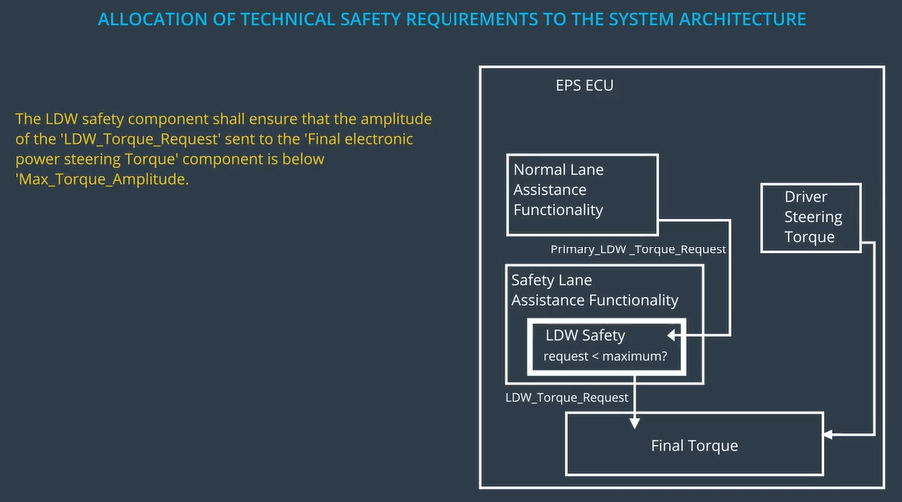 ALLOCATION OF TECHNICAL SAFETY REQUIREMENTS TO THE SYSTEM ARCHITECTURE
The LDW safety component shall ensure that the amplitude
of the 'LDW_Torque_Request' sent to the 'Final electronic
power steering Torque' component is below
'Max_Torque_Amplitude.
EPS ECU
Normal Lane
Assistance
Functionality
Driver
Steering
Torque
Primary_LDW _Torque_Request
Safety Lane
Assistance Functionality
LDW Safety
request < maximum?
LDW_Torque_Request
Final Torque